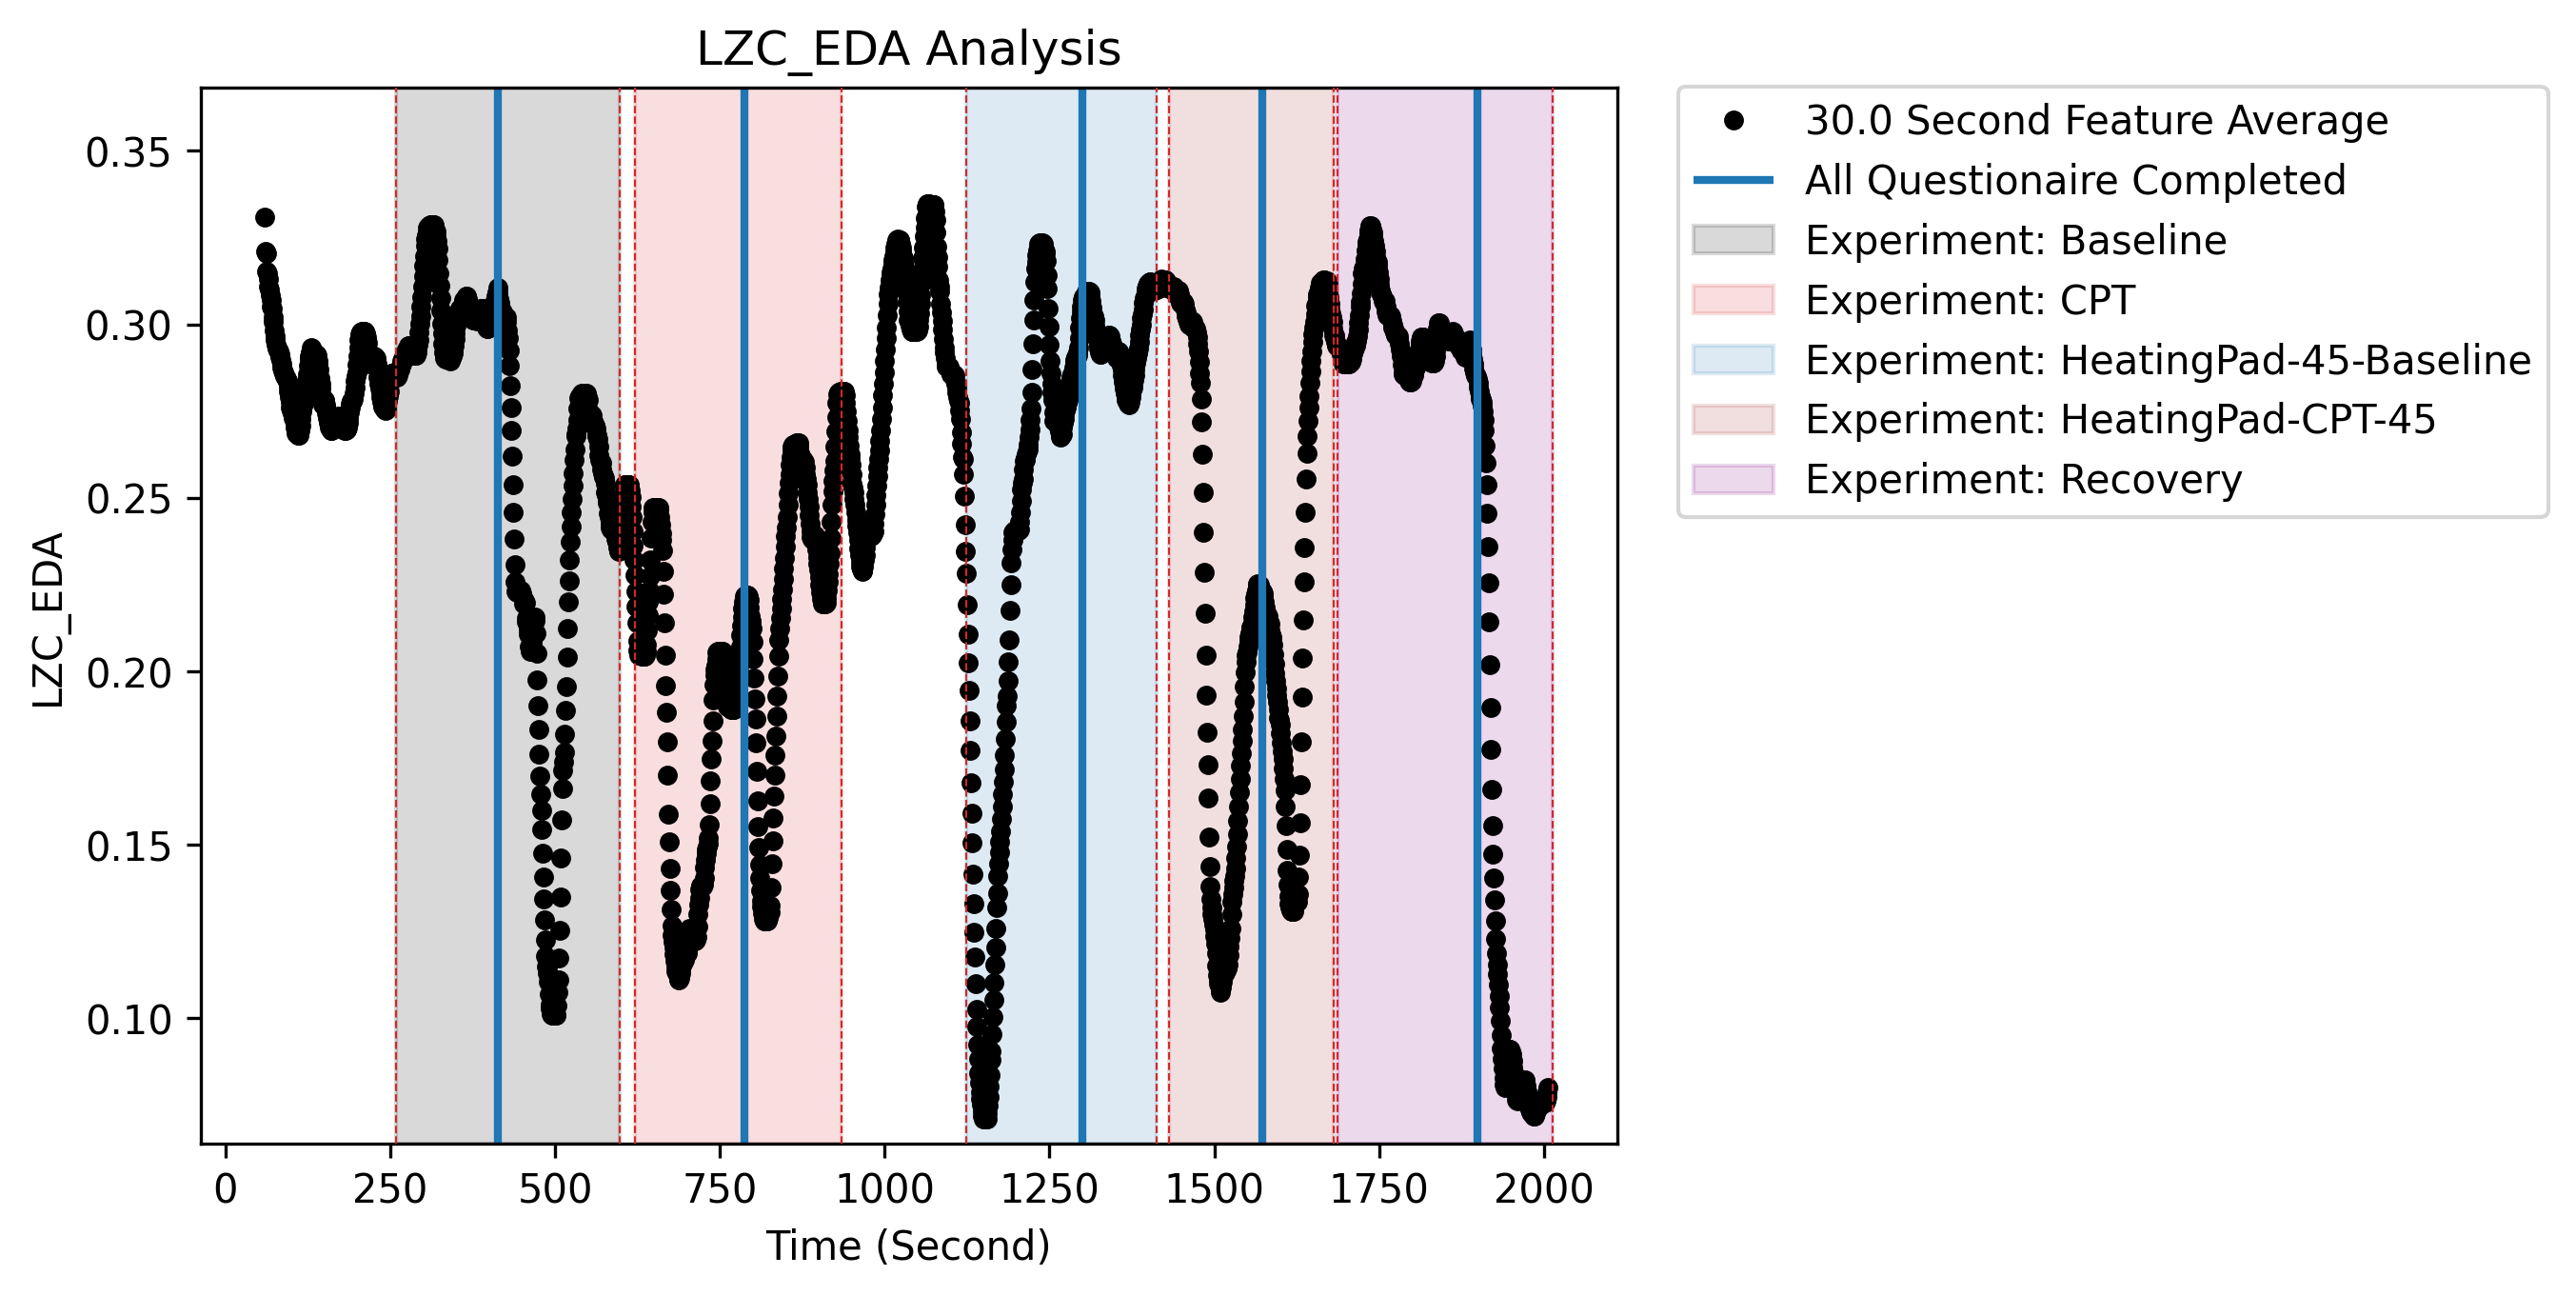 LZC_EDA Analysis
0.35
0.30
0.25
0.20
0.15
0.10
LZC_EDA
0 250 500 750 1000 1250 1500 1750 2000
Time (Second)
30.0 Second Feature Average
All Questionaire Completed
Experiment: Baseline
Experiment: CPT
Experiment: HeatingPad-45-Baseline
Experiment: HeatingPad-CPT-45
Experiment: Recovery